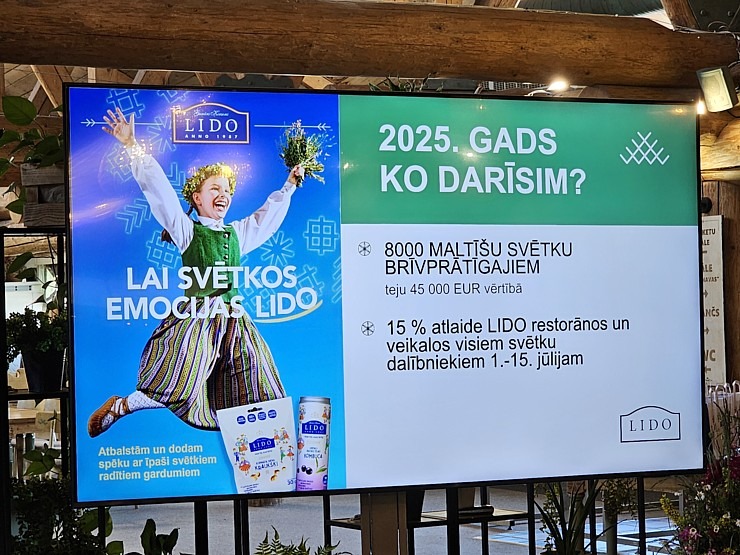 LIDO
ANNO 1987
LAI SVĒTKOS
EMOCIJAS LIDO
LIDO
LIDO
KOMBUCA
Atbalstām un dodam
spēku ar īpaši svētkiem
radītiem gardumiem
2025. GADS
KO DARĪSIM?
8000 MALTĪŠU SVĒTKU
BRĪVPRĀTĪGAJIEM
teju 45 000 EUR vērtībā
15 % atlaide LIDO restorānos un
veikalos visiem svētku
dalībniekiem 1.-15. jūlijam
LIDO
WC